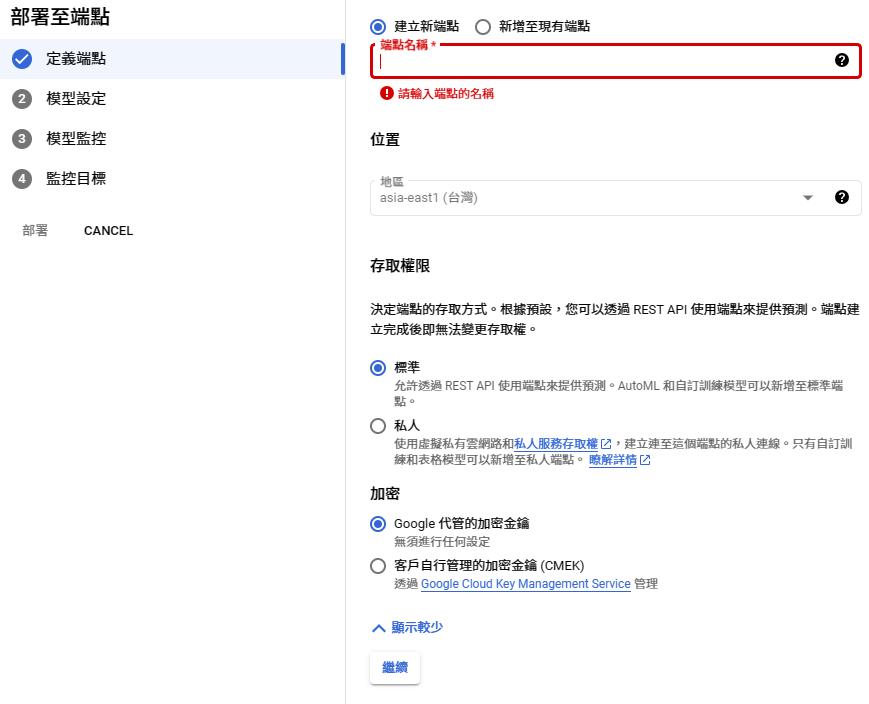 部署至端點
定義端點
2 模型設定
3 模型監控
4 監控目標
部署 CANCEL
建立新端點 新增至現有端點
端點名稱 *
請輸入端點的名稱
位置
地區
asia-east1 (台灣)
存取權限
決定端點的存取方式。根據預設，您可以透過 REST API 使用端點來提供預測。端點建
立完成後即無法變更存取權。
標準
允許透過 REST API 使用端點來提供預測。AutoML 和自訂訓練模型可以新增至標準端
點。
私人
使用虛擬私有雲網路和私人服務存取權，建立連至這個端點的私人連線。只有自訂訓
練和表格模型可以新增至私人端點。 瞭解詳情
加密
Google 代管的加密金鑰
無須進行任何設定
客戶自行管理的加密金鑰 (CMEK)
透過 Google Cloud Key Management Service 管理
顯示較少
繼續